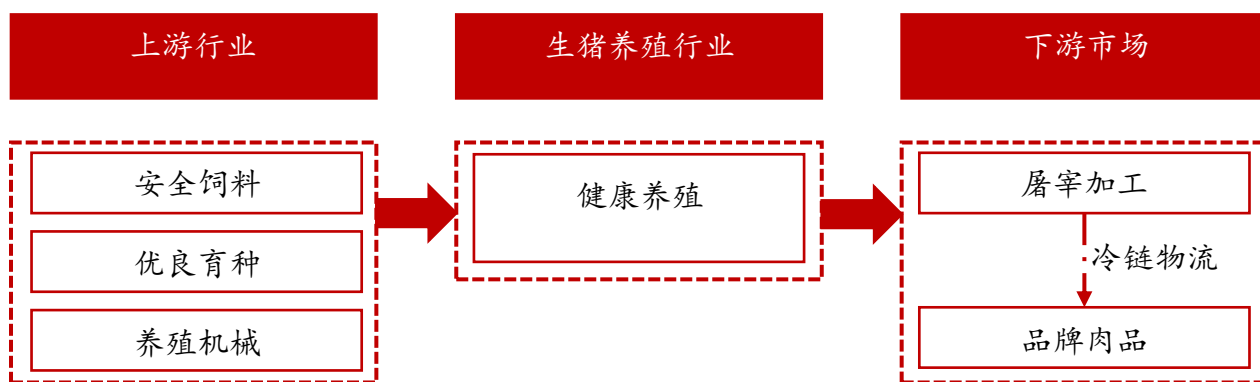 上游行业
生猪养殖行业
下游市场
安全饲料
优良育种
养殖机械
健康养殖
屠宰加工
冷链物流
品牌肉品